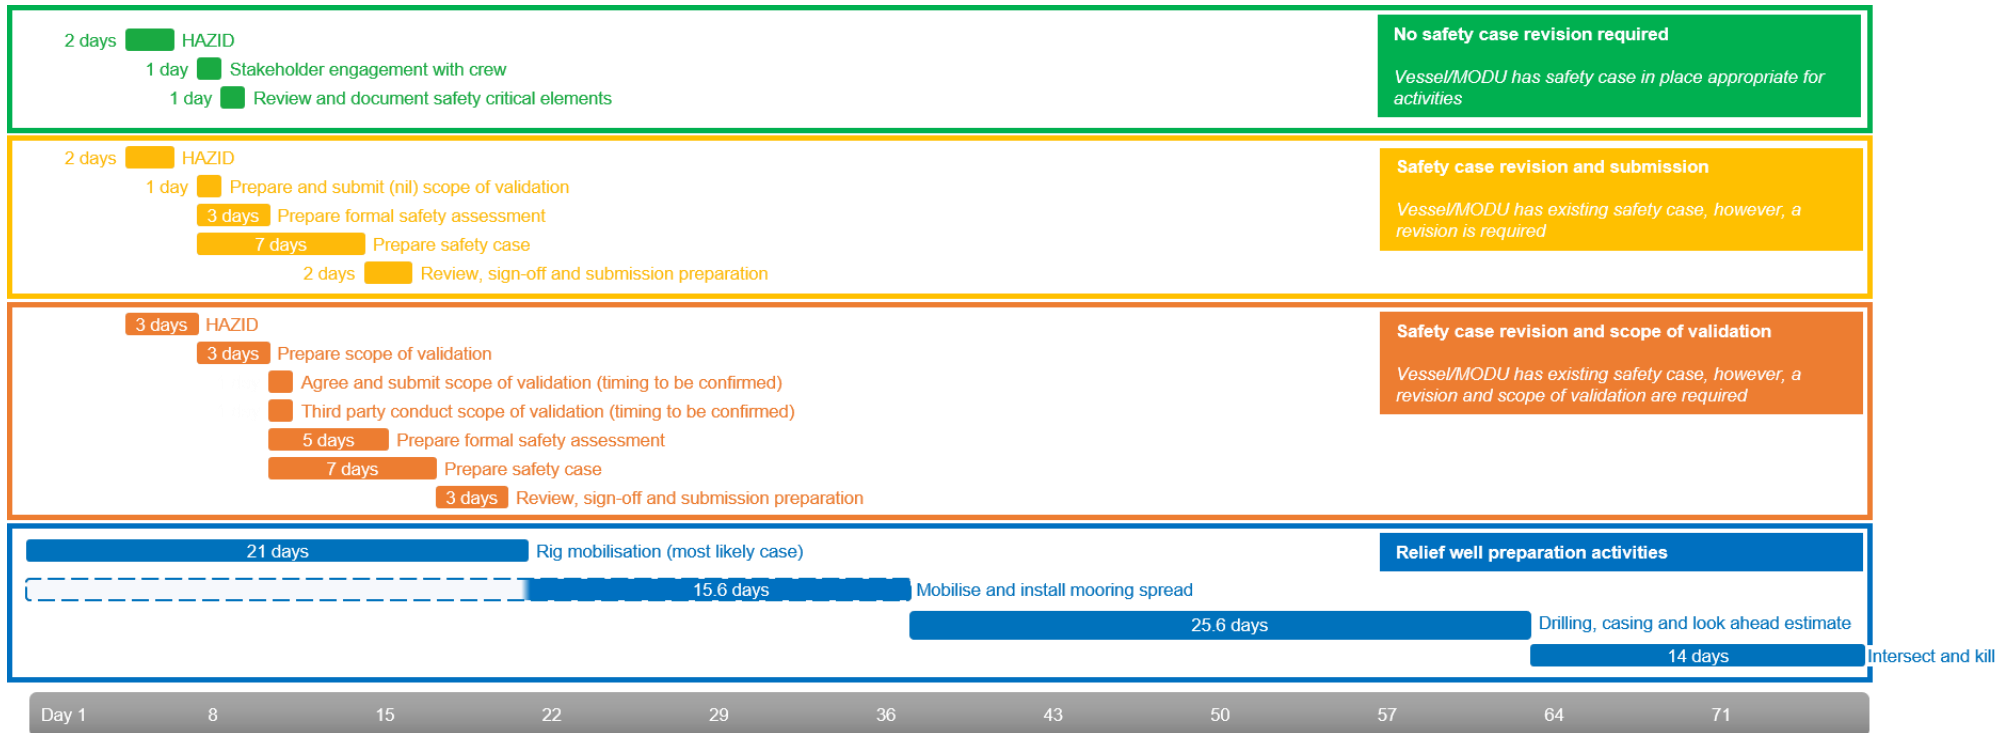 2 days HAZID
1 day Stakeholder engagement with crew
1 day Review and document safety critical elements
No safety case revision required
Vessel/MODU has safety case in place appropriate for
activities
2 days HAZID
1 day Prepare and submit (nil) scope of validation
3 days Prepare formal safety assessment
7 days Prepare safety case
2 days Review, sign-off and submission preparation
Safety case revision and submission
Vessel/MODU has existing safety case, however, a
revision is required
3 days HAZID
3 days Prepare scope of validation
Agree and submit scope of validation (timing to be confirmed)
Third party conduct scope of validation (timing to be confirmed)
5 days Prepare formal safety assessment
7 days Prepare safety case
3 days Review, sign-off and submission preparation
Safety case revision and scope of validation
Vessel/MODU has existing safety case, however, a
revision and scope of validation are required
21 days Rig mobilisation (most likely case)
15.6 days Mobilise and install mooring spread
25.6 days Drilling, casing and look ahead estimate
14 days Intersect and kill
Relief well preparation activities
Day 1 8 15 22 29 36 43 50 57 64 71